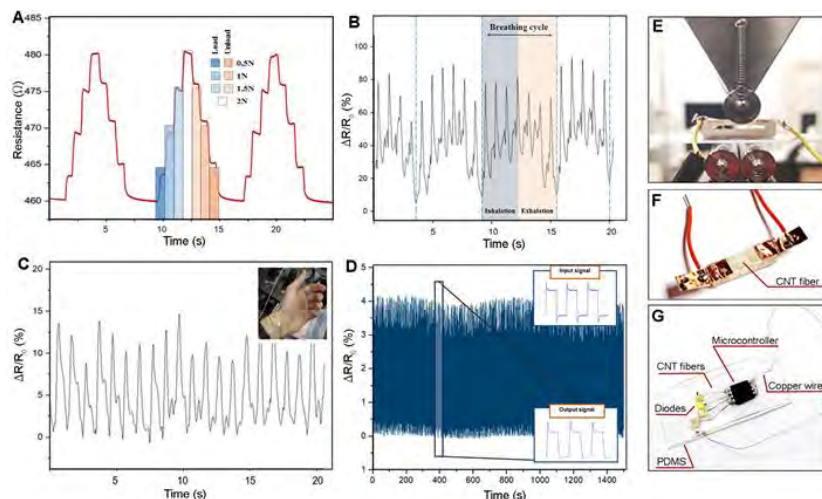 A
Resistance (Ω)
485
480
475
470
465
460
5
10
15
20
Time (s)
Load
Unload
0.5N
1N
1.5N
2N
B
Breathing cycle
ΔR/R₀ (%)
100
80
60
40
20
0
Inhalation
Exhalation
0
5
10
15
20
Time (s)
C
ΔR/R₀ (%)
20
15
10
5
0
0
5
10
15
20
Time (s)
D
Input signal
Output signal
ΔR/R₀ (%)
5
4
3
2
1
0
1
0
200
400
600
800
1000
1200
1400
Time (s)
E
F
CNT fiber
G
Microcontroller
CNT fibers
Copper wire
Diodes
PDMS